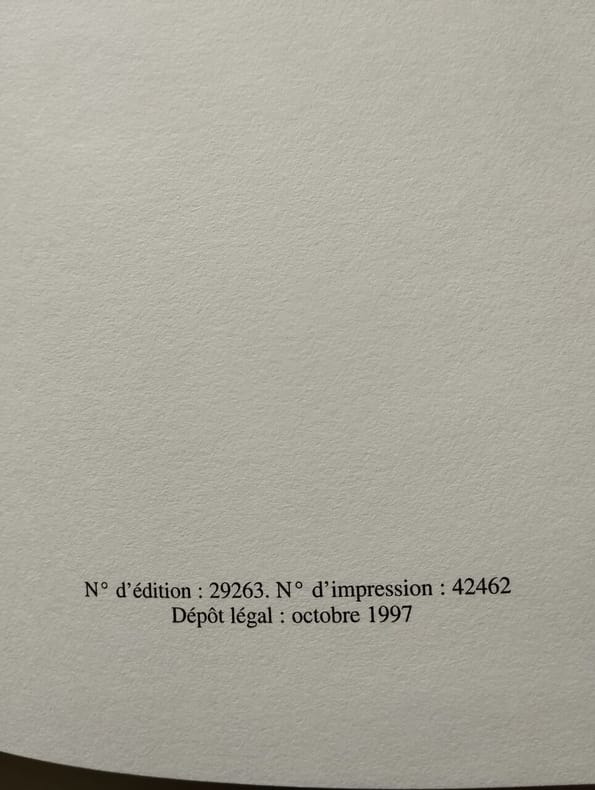 N° d'édition : 29263. N° d'impression : 42462
Dépôt légal : octobre 1997